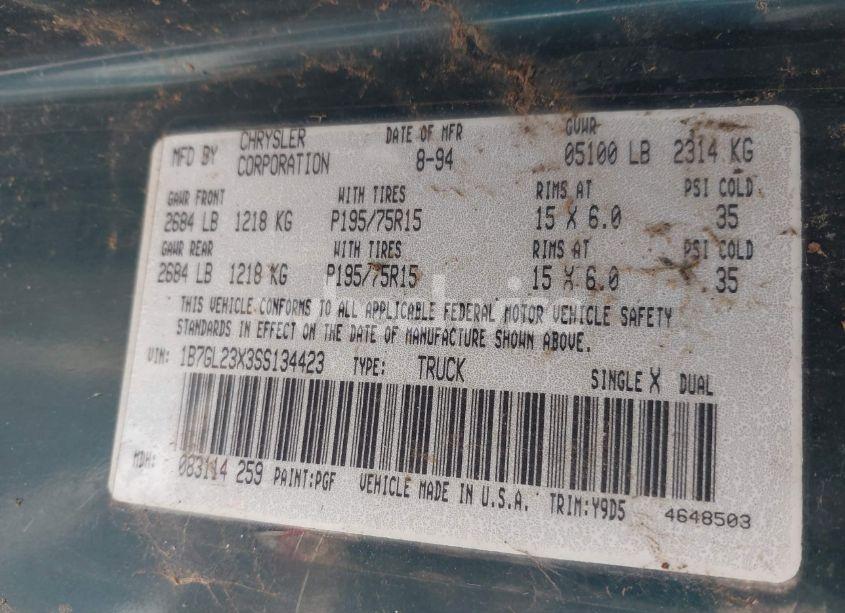 MFD BY CHRYSLER CORPORATION DATE OF MFR 8-94 GVWR 05100 LB 2314 KG
GAWR FRONT WITH TIRES RIMS AT PSI COLD
2684 LB 1218 KG P195/75R15 15 X 6.0 35
GAWR REAR WITH TIRES RIMS AT PSI COLD
2684 LB 1218 KG P195/75R15 15 X 6.0 35
THIS VEHICLE CONFORMS TO ALL APPLICABLE FEDERAL MOTOR VEHICLE SAFETY
STANDARDS IN EFFECT ON THE DATE OF MANUFACTURE SHOWN ABOVE.
VIN: 1B7GL23X3SS134423 TYPE: TRUCK SINGLE X DUAL
MDH: 083114 259 PAINT:PGF VEHICLE MADE IN U.S.A. TRIM:Y9D5 4648503